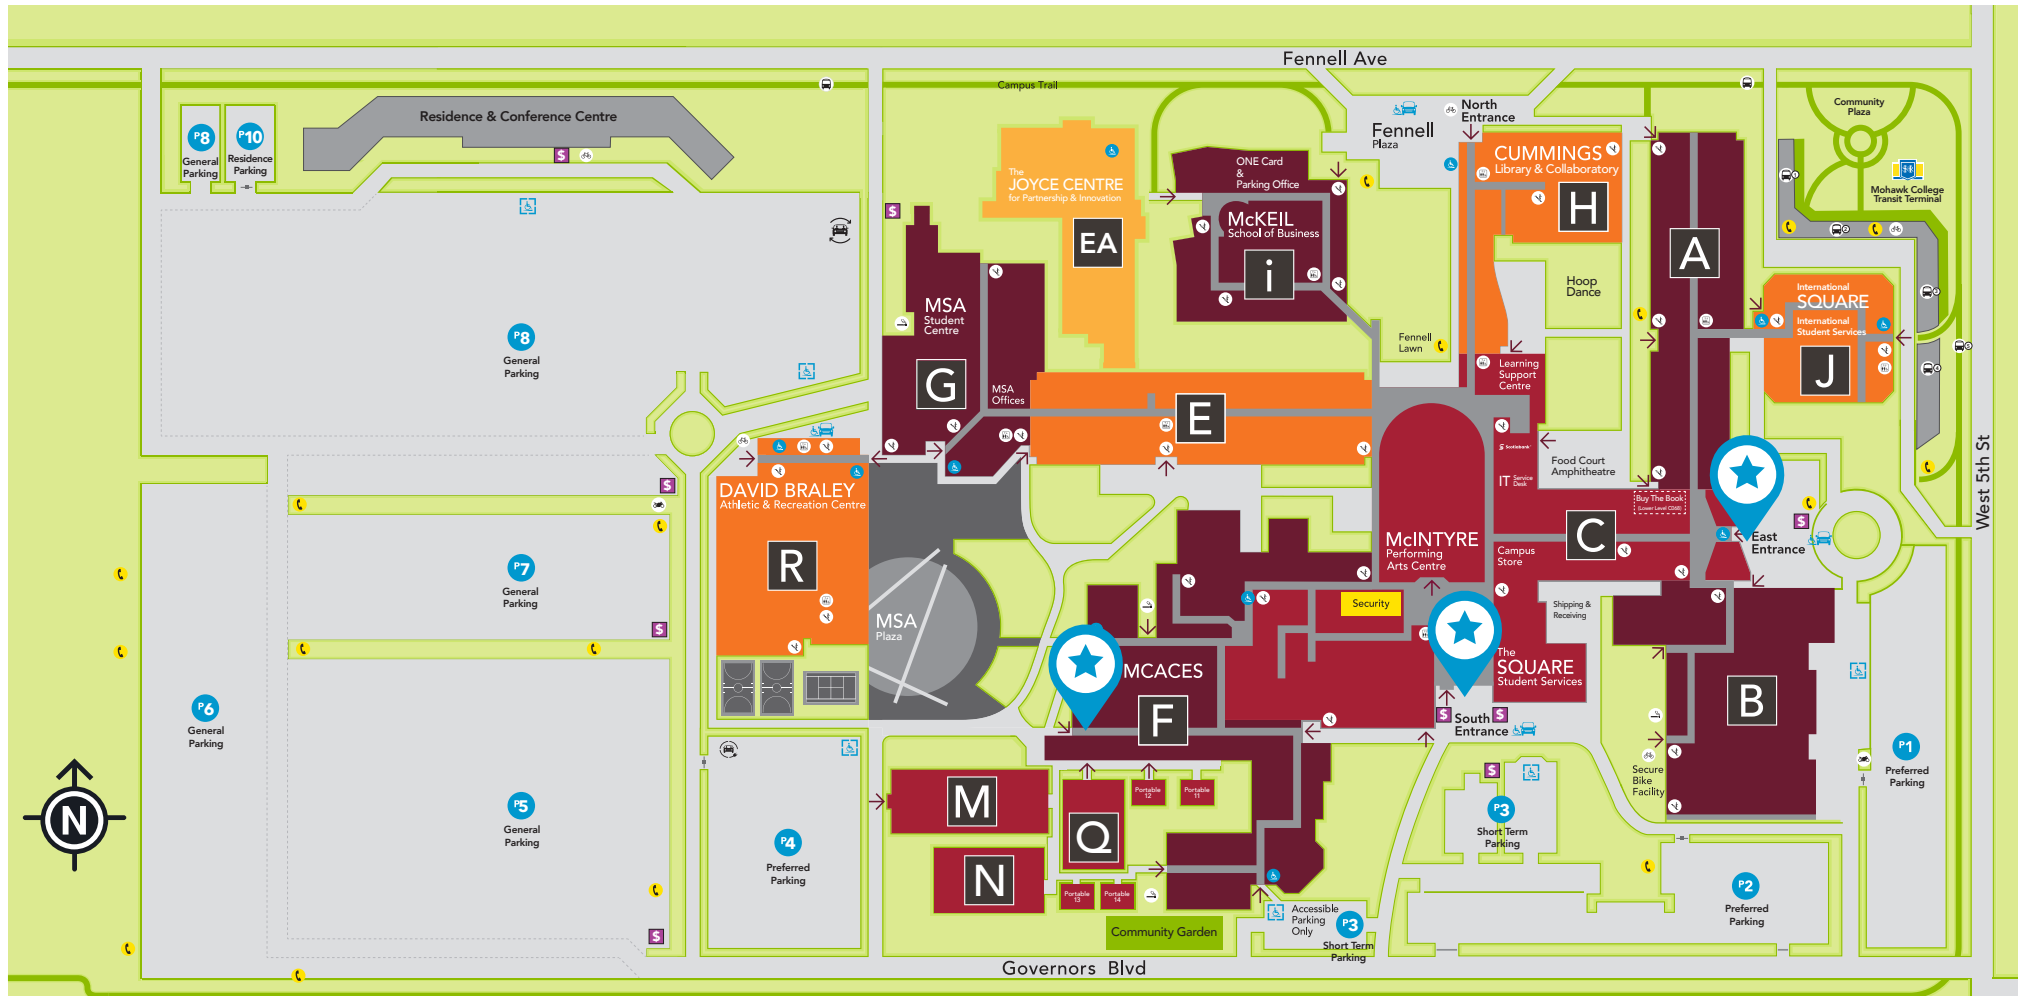 Fennell Ave
Campus Trail
Residence & Conference Centre
P8
General
Parking
P10
Residence
Parking
North
Entrance
Fennell
Plaza
Community
Plaza
Mohawk College
Transit Terminal
The
JOYCE CENTRE
for Partnership & Innovation
EA
ONE Card
&
Parking Office
McKEIL
School of Business
i
CUMMINGS
Library & Collaboratory
H
A
Hoop
Dance
International
SQUARE
International
Student Services
J
MSA
Student
Centre
G
MSA
Offices
E
Fennell
Lawn
Learning
Support
Centre
P8
General
Parking
Scotiabank
IT Service
Desk
Food Court
Amphitheatre
Buy The Book
(Lower Level C068)
West 5th St
DAVID BRALEY
Athletic & Recreation Centre
R
McINTYRE
Performing
Arts Centre
C
Campus
Store
East
Entrance
P7
General
Parking
MSA
Plaza
Security
Shipping &
Receiving
The
SQUARE
Student Services
MCACES
F
B
South
Entrance
P6
General
Parking
P1
Preferred
Parking
Secure
Bike
Facility
N
P5
General
Parking
P4
Preferred
Parking
M
Q
N
Portable
12
Portable
11
Portable
13
Portable
14
P3
Short Term
Parking
P2
Preferred
Parking
Accessible
Parking
Only
P3
Short Term
Parking
Community Garden
Governors Blvd